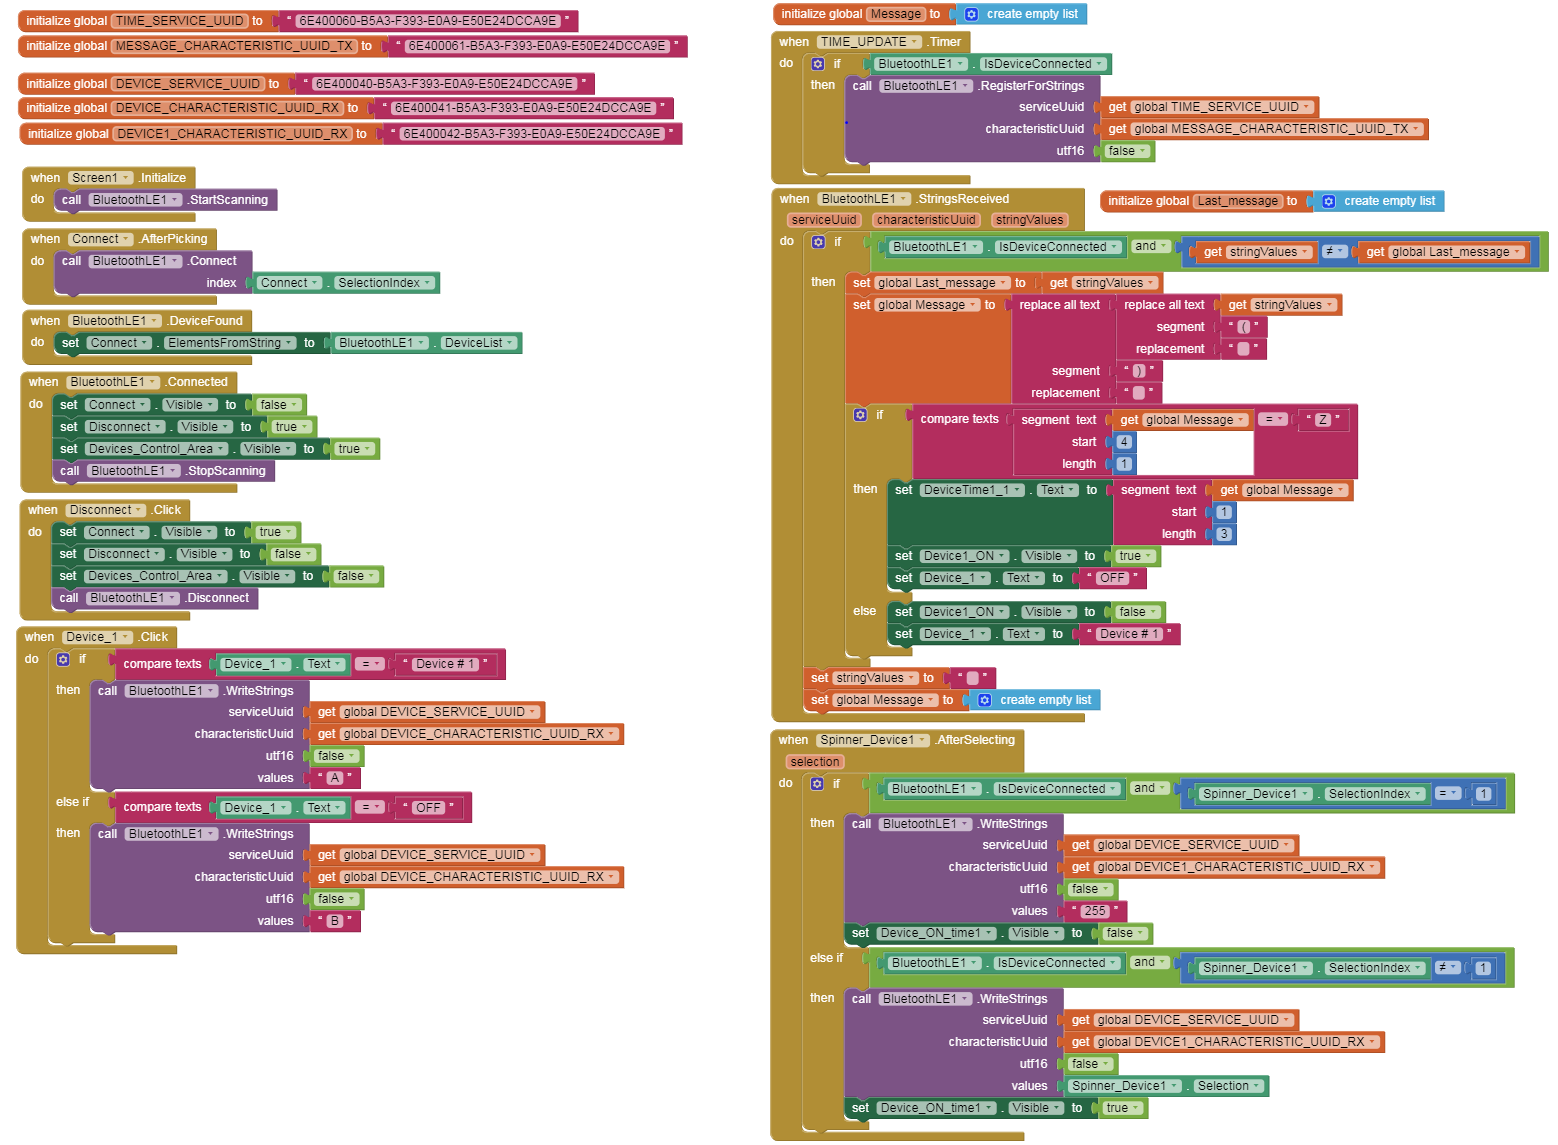 initialize global TIME_SERVICE_UUID to " 6E400060-B5A3-F393-E0A9-E50E24DCCA9E "
initialize global MESSAGE_CHARACTERISTIC_UUID_TX to " 6E400061-B5A3-F393-E0A9-E50E24DCCA9E "
initialize global DEVICE_SERVICE_UUID to " 6E400040-B5A3-F393-E0A9-E50E24DCCA9E "
initialize global DEVICE_CHARACTERISTIC_UUID_RX to " 6E400041-B5A3-F393-E0A9-E50E24DCCA9E "
initialize global DEVICE1_CHARACTERISTIC_UUID_RX to " 6E400042-B5A3-F393-E0A9-E50E24DCCA9E "
when Screen1 .Initialize
do call BluetoothLE1 .StartScanning
when Connect .AfterPicking
do call BluetoothLE1 .Connect
index Connect . SelectionIndex
when BluetoothLE1 .DeviceFound
do set Connect . ElementsFromString to BluetoothLE1 . DeviceList
when BluetoothLE1 .Connected
do set Connect . Visible to false
set Disconnect . Visible to true
set Devices_Control_Area . Visible to true
call BluetoothLE1 .StopScanning
when Disconnect .Click
do set Connect . Visible to true
set Disconnect . Visible to false
set Devices_Control_Area . Visible to false
call BluetoothLE1 .Disconnect
when Device_1 .Click
do if compare texts Device_1 . Text = " Device # 1 "
then call BluetoothLE1 .WriteStrings
serviceUuid get global DEVICE_SERVICE_UUID
characteristicUuid get global DEVICE_CHARACTERISTIC_UUID_RX
utf16 false
values " A "
else if compare texts Device_1 . Text = " OFF "
then call BluetoothLE1 .WriteStrings
serviceUuid get global DEVICE_SERVICE_UUID
characteristicUuid get global DEVICE_CHARACTERISTIC_UUID_RX
utf16 false
values " B "
initialize global Message to create empty list
when TIME_UPDATE .Timer
do if BluetoothLE1 . IsDeviceConnected
then call BluetoothLE1 .RegisterForStrings
serviceUuid get global TIME_SERVICE_UUID
characteristicUuid get global MESSAGE_CHARACTERISTIC_UUID_TX
utf16 false
when BluetoothLE1 .StringsReceived
initialize global Last_message to create empty list
serviceUuid characteristicUuid stringValues
do if BluetoothLE1 . IsDeviceConnected and get stringValues ≠ get global Last_message
then set global Last_message to get stringValues
set global Message to replace all text replace all text get stringValues
segment " ( "
replacement " "
segment " ) "
replacement " "
if compare texts segment text get global Message = " Z "
start 4
length 1
then set DeviceTime1_1 . Text to segment text get global Message
start 1
length 3
set Device1_ON . Visible to true
set Device_1 . Text to " OFF "
else set Device1_ON . Visible to false
set Device_1 . Text to " Device # 1 "
set stringValues to " "
set global Message to create empty list
when Spinner_Device1 .AfterSelecting
selection
do if BluetoothLE1 . IsDeviceConnected and Spinner_Device1 . SelectionIndex = 1
then call BluetoothLE1 .WriteStrings
serviceUuid get global DEVICE_SERVICE_UUID
characteristicUuid get global DEVICE1_CHARACTERISTIC_UUID_RX
utf16 false
values " 255 "
set Device_ON_time1 . Visible to false
else if BluetoothLE1 . IsDeviceConnected and Spinner_Device1 . SelectionIndex ≠ 1
then call BluetoothLE1 .WriteStrings
serviceUuid get global DEVICE_SERVICE_UUID
characteristicUuid get global DEVICE1_CHARACTERISTIC_UUID_RX
utf16 false
values Spinner_Device1 . Selection
set Device_ON_time1 . Visible to true